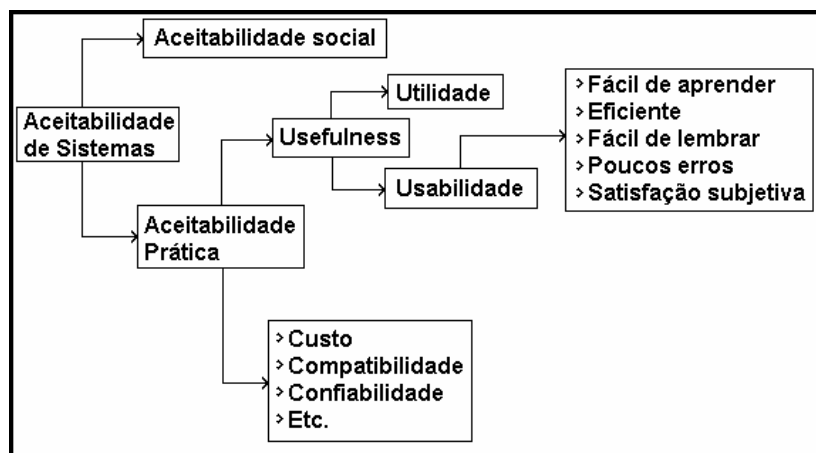 Aceitabilidade social
Aceitabilidade
de Sistemas
Aceitabilidade
Prática
Usefulness
Utilidade
Usabilidade
> Fácil de aprender
> Eficiente
> Fácil de lembrar
> Poucos erros
> Satisfação subjetiva
> Custo
> Compatibilidade
> Confiabilidade
> Etc.